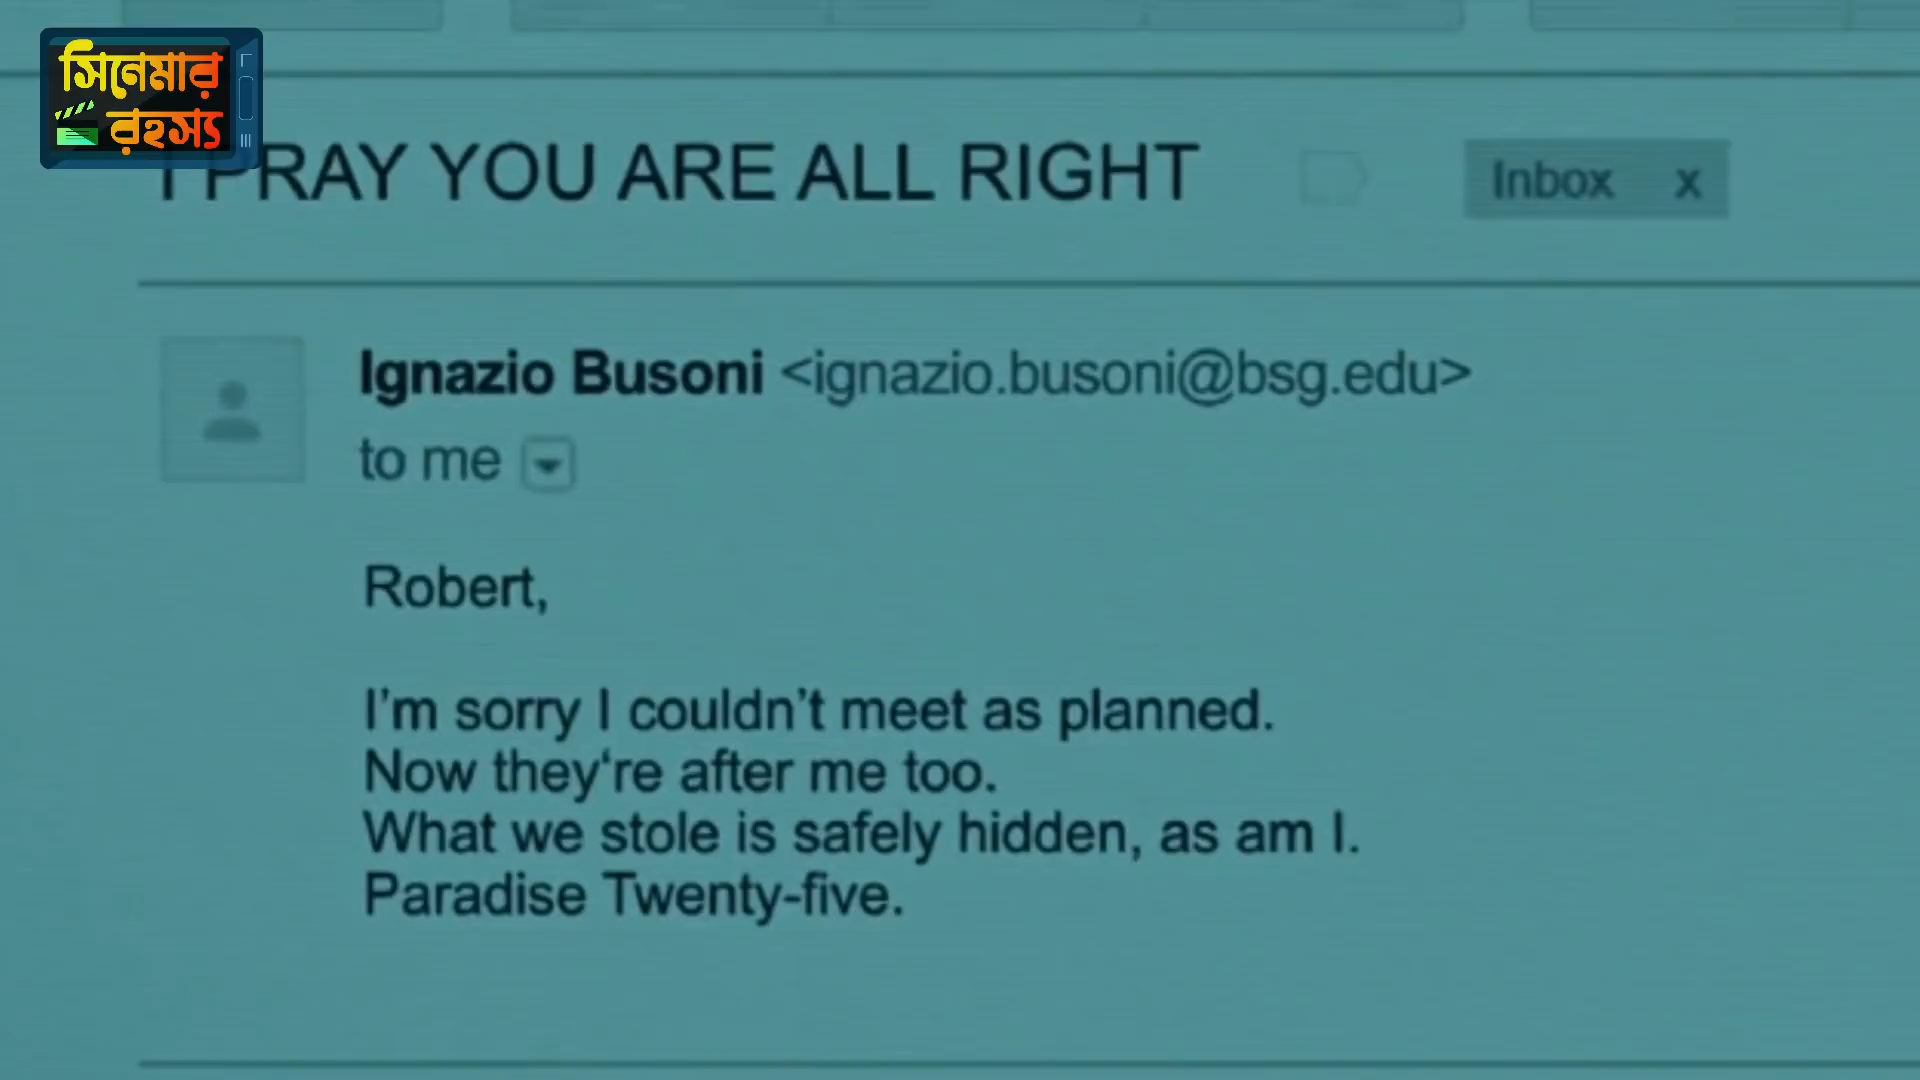 সিনেমার
রহস্য
I PRAY YOU ARE ALL RIGHT
Inbox x
Ignazio Busoni <ignazio.busoni@bsg.edu>
to me
Robert,
I’m sorry I couldn’t meet as planned.
Now they‘re after me too.
What we stole is safely hidden, as am I.
Paradise Twenty-five.